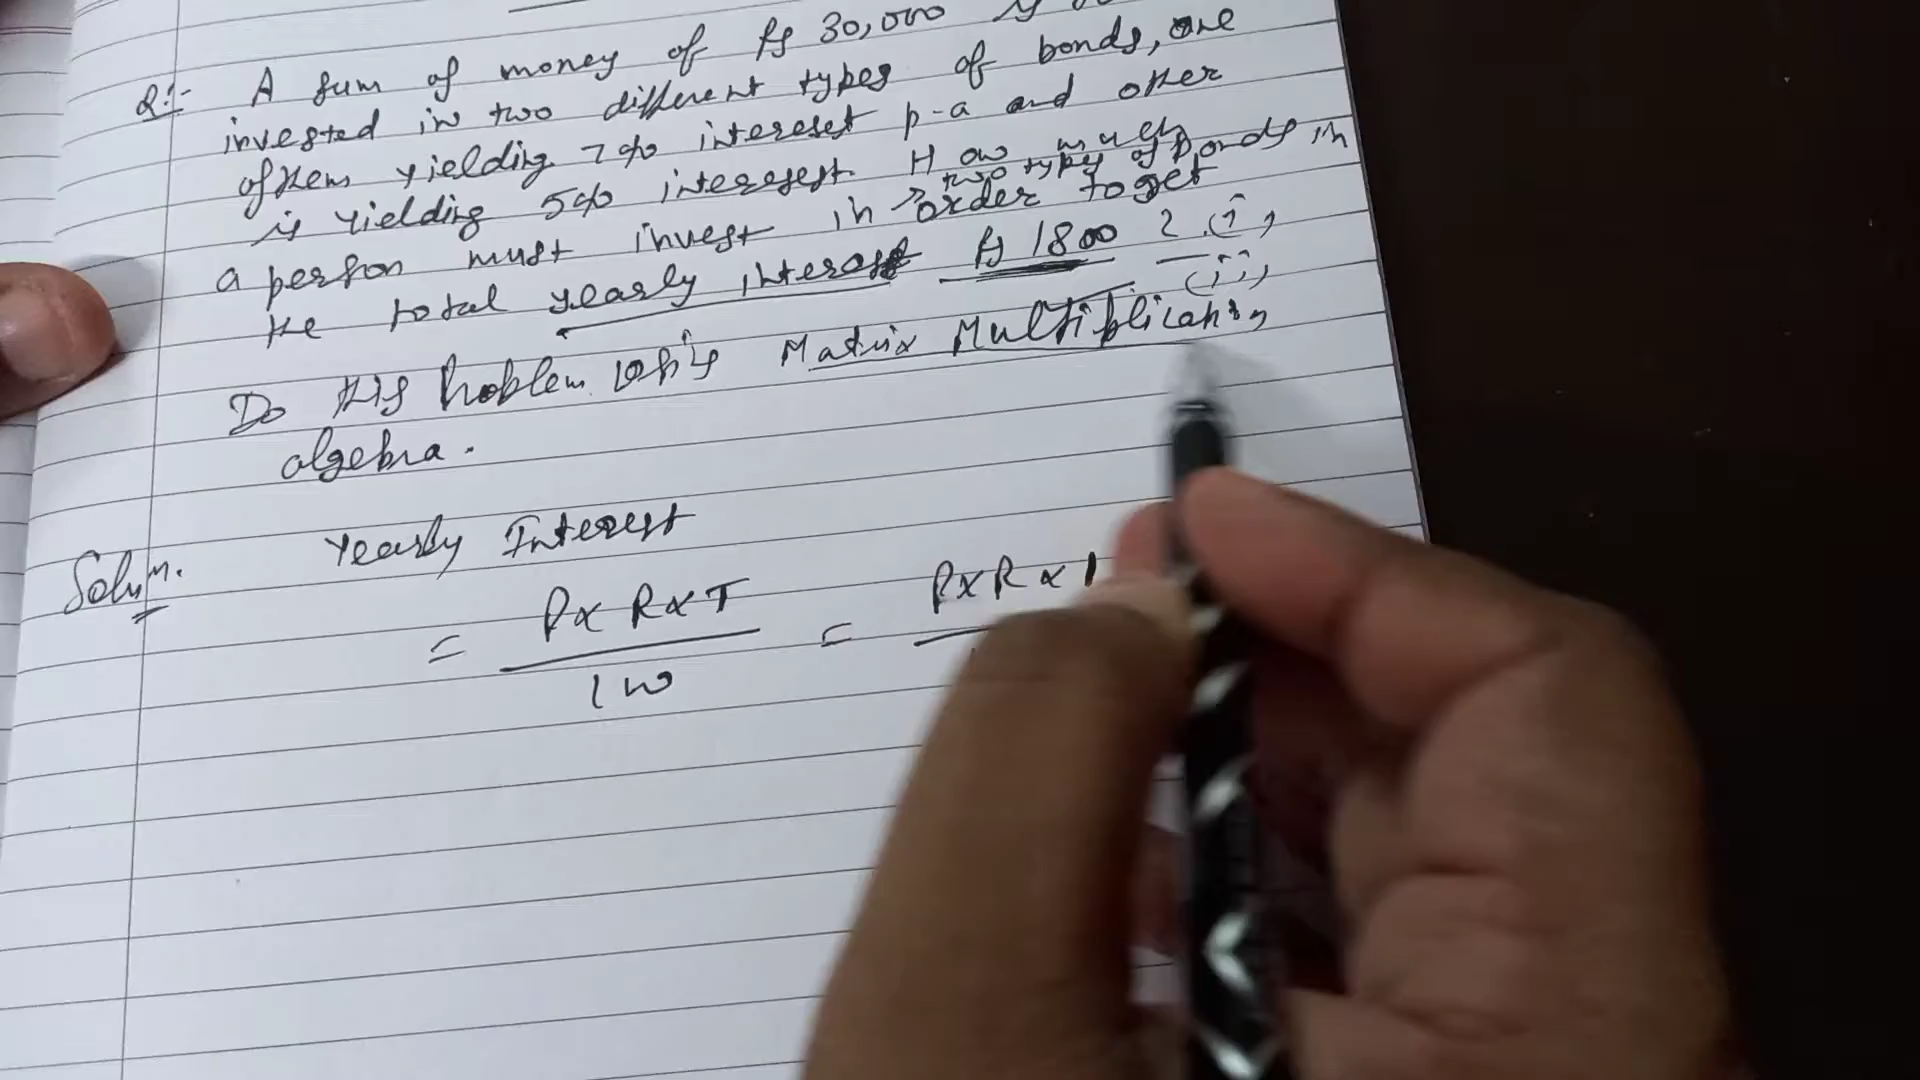 Q:- A sum of money of Rs 30,000 is
invested in two different types of bonds, one
of them yielding 7% interest p-a and other
is yielding 5% interest. How much
a person must invest in two types of bonds in order to get
the total yearly interest Rs 1800 ? (i),
(ii),
Do this Problem using Matrix Multiplication
algebra.
Soluⁿ. Yearly Interest
= P×R×T / 100 = P×R×1